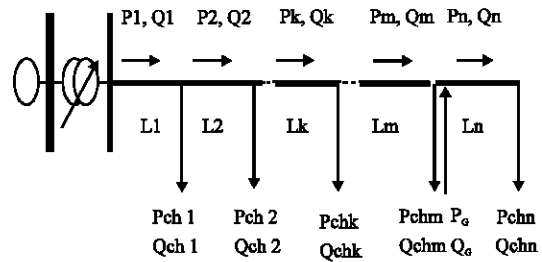 P1, Q1 P2, Q2 Pk, Qk Pm, Qm Pn, Qn
L1 L2 Lk Lm Ln
Pch 1 Pch 2 Pchk Pchm PG Pchn
Qch 1 Qch 2 Qchk Qchm QG Qchn